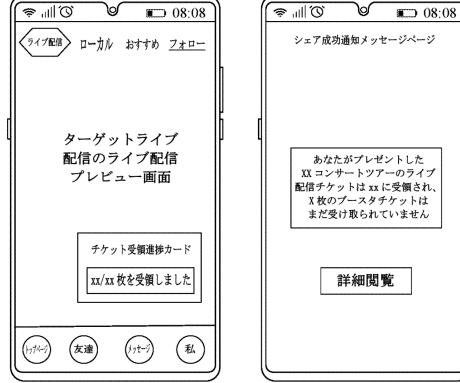 08:08
ライブ配信 ローカル おすすめ フォロー
ターゲットライブ
配信のライブ配信
プレビュー画面
チケット受領進捗カード
xx/xx 枚を受領しました
トップページ 友達 メッセージ 私
08:08
シェア成功通知メッセージページ
あなたがプレゼントした
XX コンサートツアーのライブ
配信チケットは xx に受領され、
X 枚のブースタチケットは
まだ受け取られていません
詳細閲覧